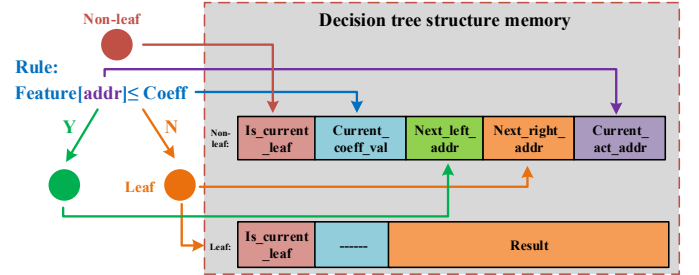 Decision tree structure memory
Non-leaf
Rule:
Feature[addr]≤ Coeff
Y
N
Leaf
Non-
leaf:
Is_current
_leaf
Current_
coeff_val
Next_left_
addr
Next_right_
addr
Current_
act_addr
Leaf:
Is_current
_leaf
------
Result